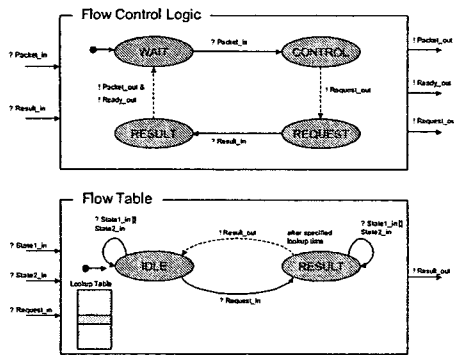 Flow Control Logic
? Packet_in
? Result_in
WAIT
? Packet_in
CONTROL
! Packet_out &
! Ready_out
! Request_out
RESULT
? Result_in
REQUEST
! Packet_out
! Ready_out
! Request_out
Flow Table
? State1_in []
State2_in
! Result_out
after specified
lookup time
? State1_in []
State2_in
? State1_in
? State2_in
? Request_in
IDLE
RESULT
! Result_out
Lookup Table
? Request_in